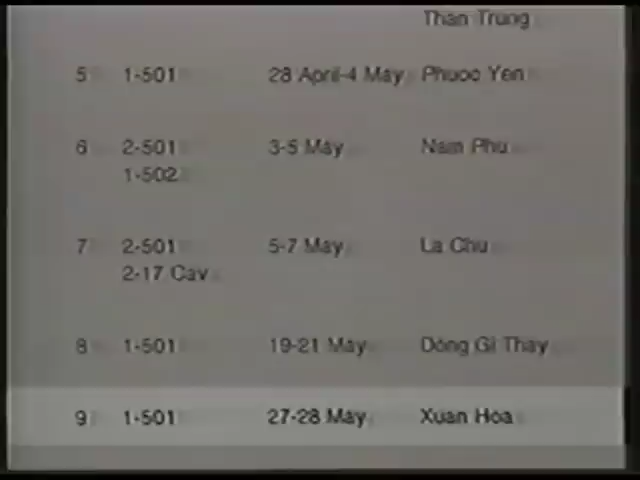 Than Trung
5 1-501 28 April-4 May Phuoc Yen
6 2-501 3-5 May Nam Phu
1-502
7 2-501 5-7 May La Chu
2-17 Cav
8 1-501 19-21 May Dong Gi Thay
9 1-501 27-28 May Xuan Hoa